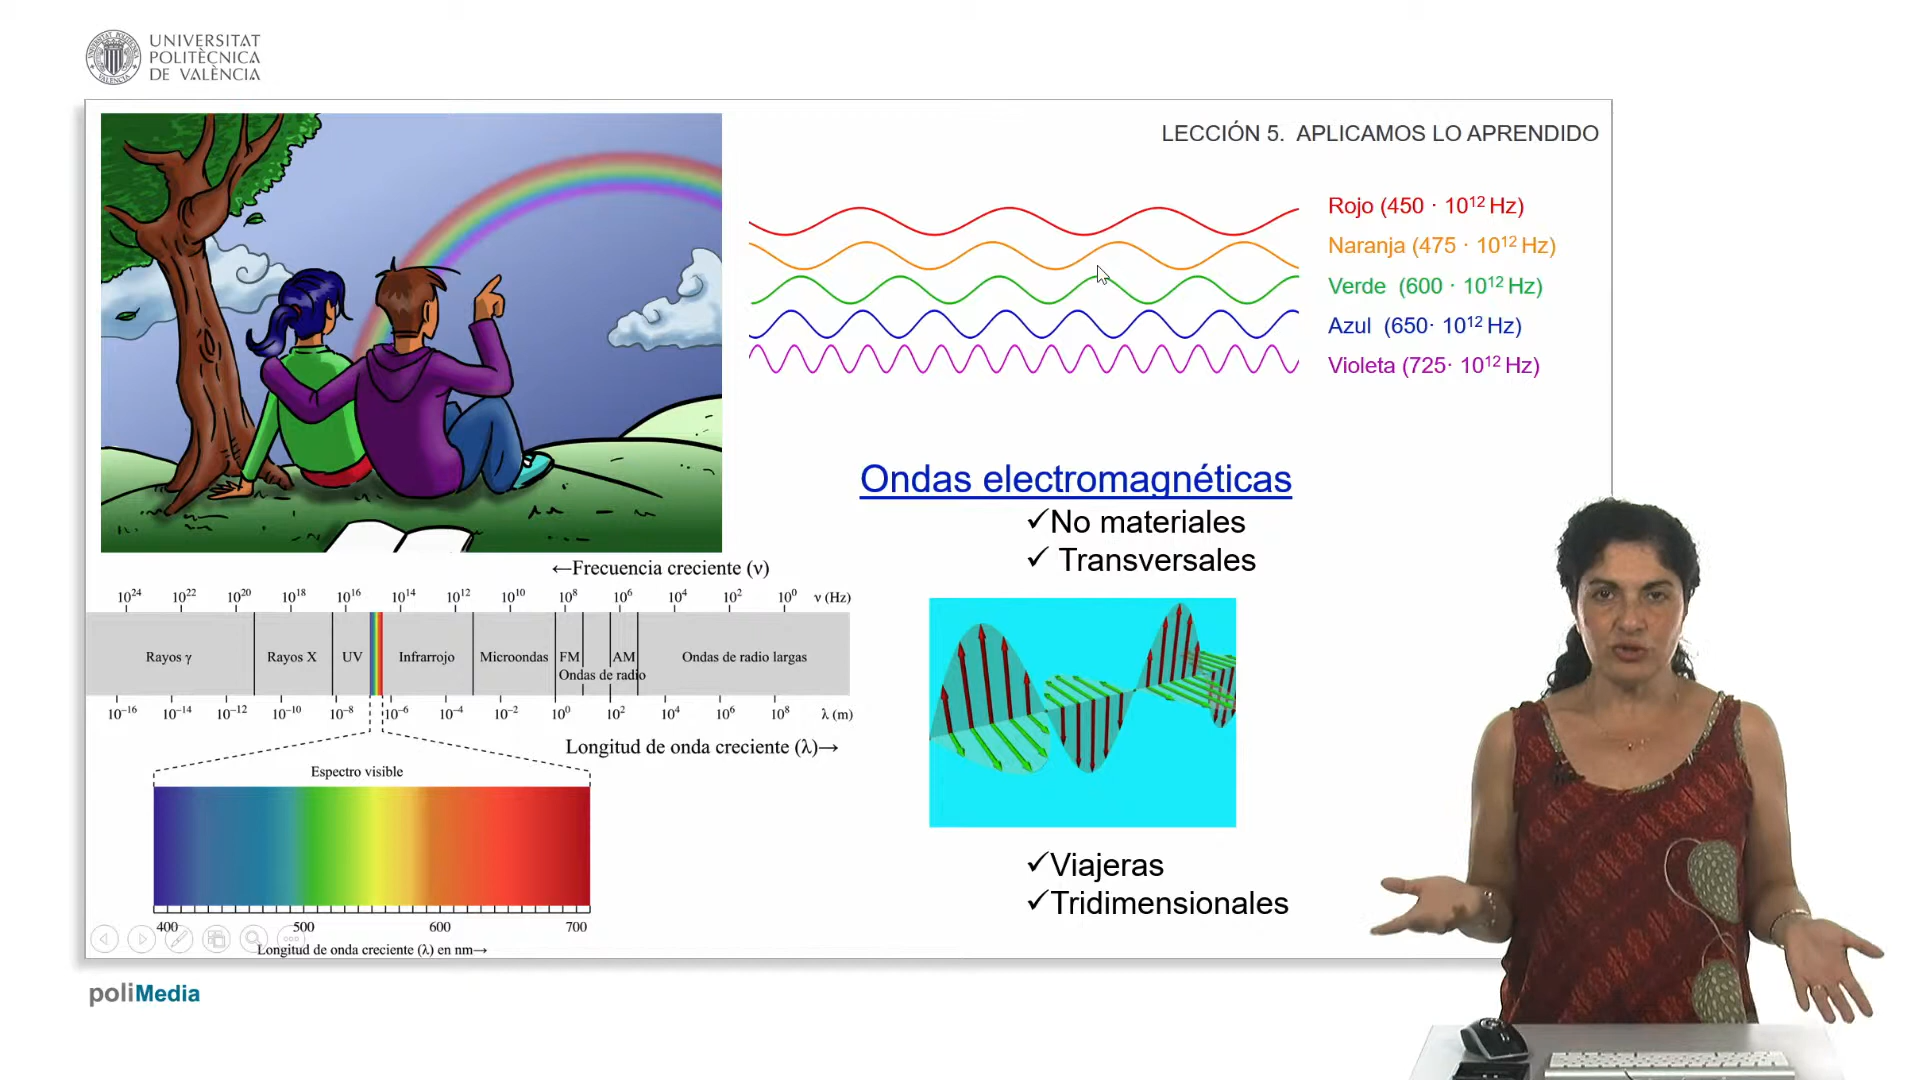 UNIVERSITAT
POLITÈCNICA
DE VALÈNCIA
LECCIÓN 5. APLICAMOS LO APRENDIDO
Rojo (450 · 10¹² Hz)
Naranja (475 · 10¹² Hz)
Verde (600 · 10¹² Hz)
Azul (650· 10¹² Hz)
Violeta (725· 10¹² Hz)
Ondas electromagnéticas
✓No materiales
✓ Transversales
✓Viajeras
✓Tridimensionales
←Frecuencia creciente (ν)
10²⁴ 10²² 10²⁰ 10¹⁸ 10¹⁶ 10¹⁴ 10¹² 10¹⁰ 10⁸ 10⁶ 10⁴ 10² 10⁰ ν (Hz)
Rayos γ Rayos X UV Infrarrojo Microondas FM AM Ondas de radio largas
Ondas de radio
10⁻¹⁶ 10⁻¹⁴ 10⁻¹² 10⁻¹⁰ 10⁻⁸ 10⁻⁶ 10⁻⁴ 10⁻² 10⁰ 10² 10⁴ 10⁶ 10⁸ λ (m)
Longitud de onda creciente (λ)→
Espectro visible
400 500 600 700
Longitud de onda creciente (λ) en nm→
poliMedia